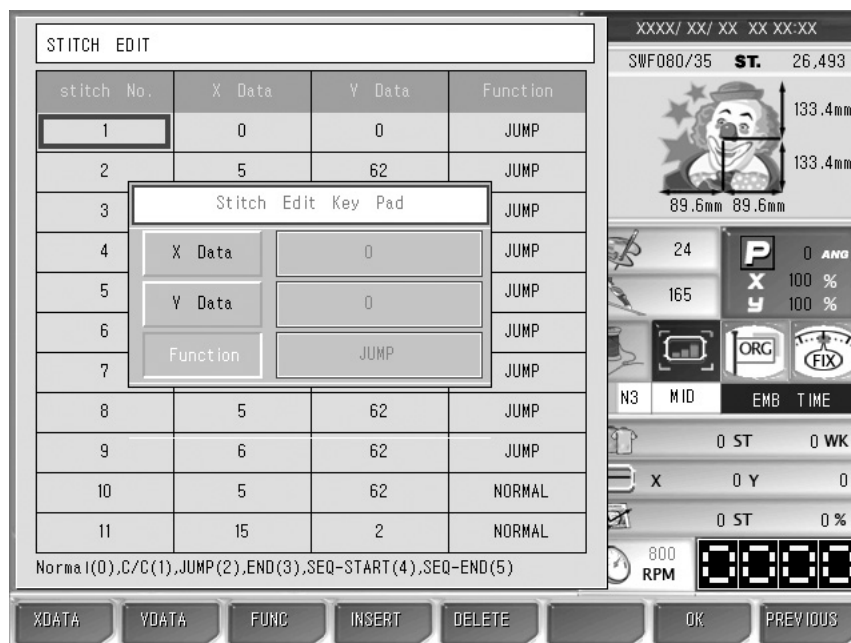 XXXX/ XX/ XX XX XX:XX
STITCH EDIT
SWF080/35 ST. 26,493
stitch No. X Data Y Data Function
1 0 0 JUMP
2 5 62 JUMP
133.4mm
133.4mm
89.6mm 89.6mm
Stitch Edit Key Pad
3 JUMP
4 X Data 0 JUMP
5 Y Data 0 JUMP
6 JUMP
Function JUMP
7 JUMP
8 5 62 JUMP
9 6 62 JUMP
10 5 62 NORMAL
11 15 2 NORMAL
Normal(0),C/C(1),JUMP(2),END(3),SEQ-START(4),SEQ-END(5)
24 P 0 ANG
X 100 %
165 y 100 %
ORG FIX
N3 MID EMB TIME
0 ST 0 WK
X 0 Y 0
0 ST 0 %
800
RPM
0000
XDATA YDATA FUNC INSERT DELETE OK PREVIOUS